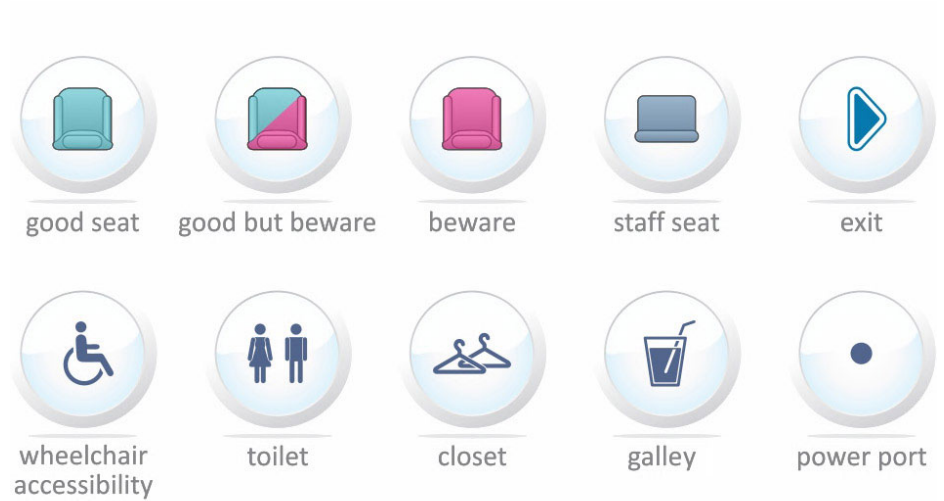 good seat
good but beware
beware
staff seat
exit
wheelchair
accessibility
toilet
closet
galley
power port